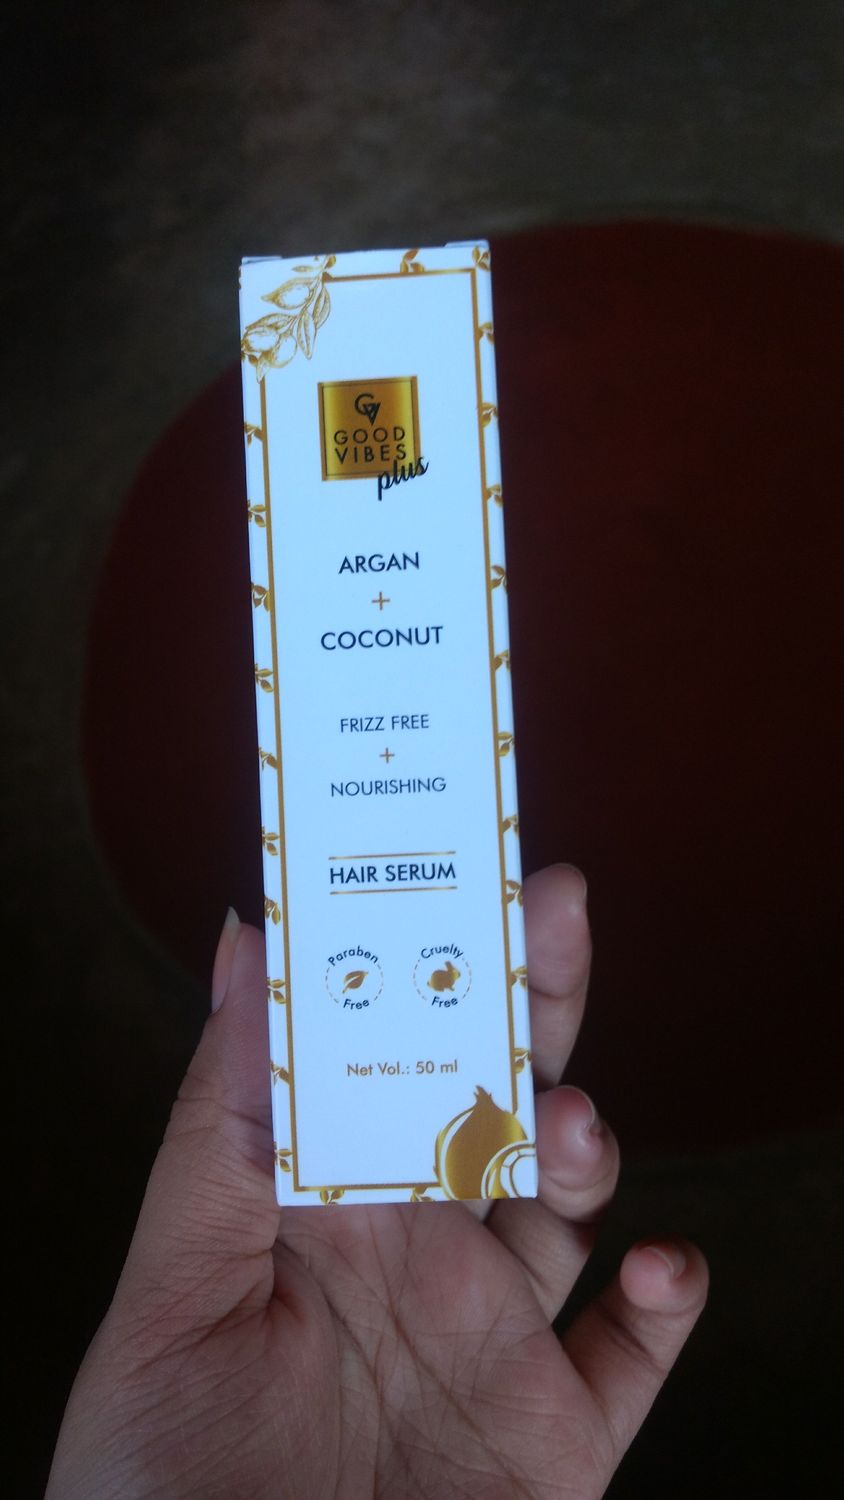 GV
GOOD
VIBES
plus
ARGAN
+
COCONUT
FRIZZ FREE
+
NOURISHING
HAIR SERUM
Paraben
Free
Cruelty
Free
Net Vol.: 50 ml